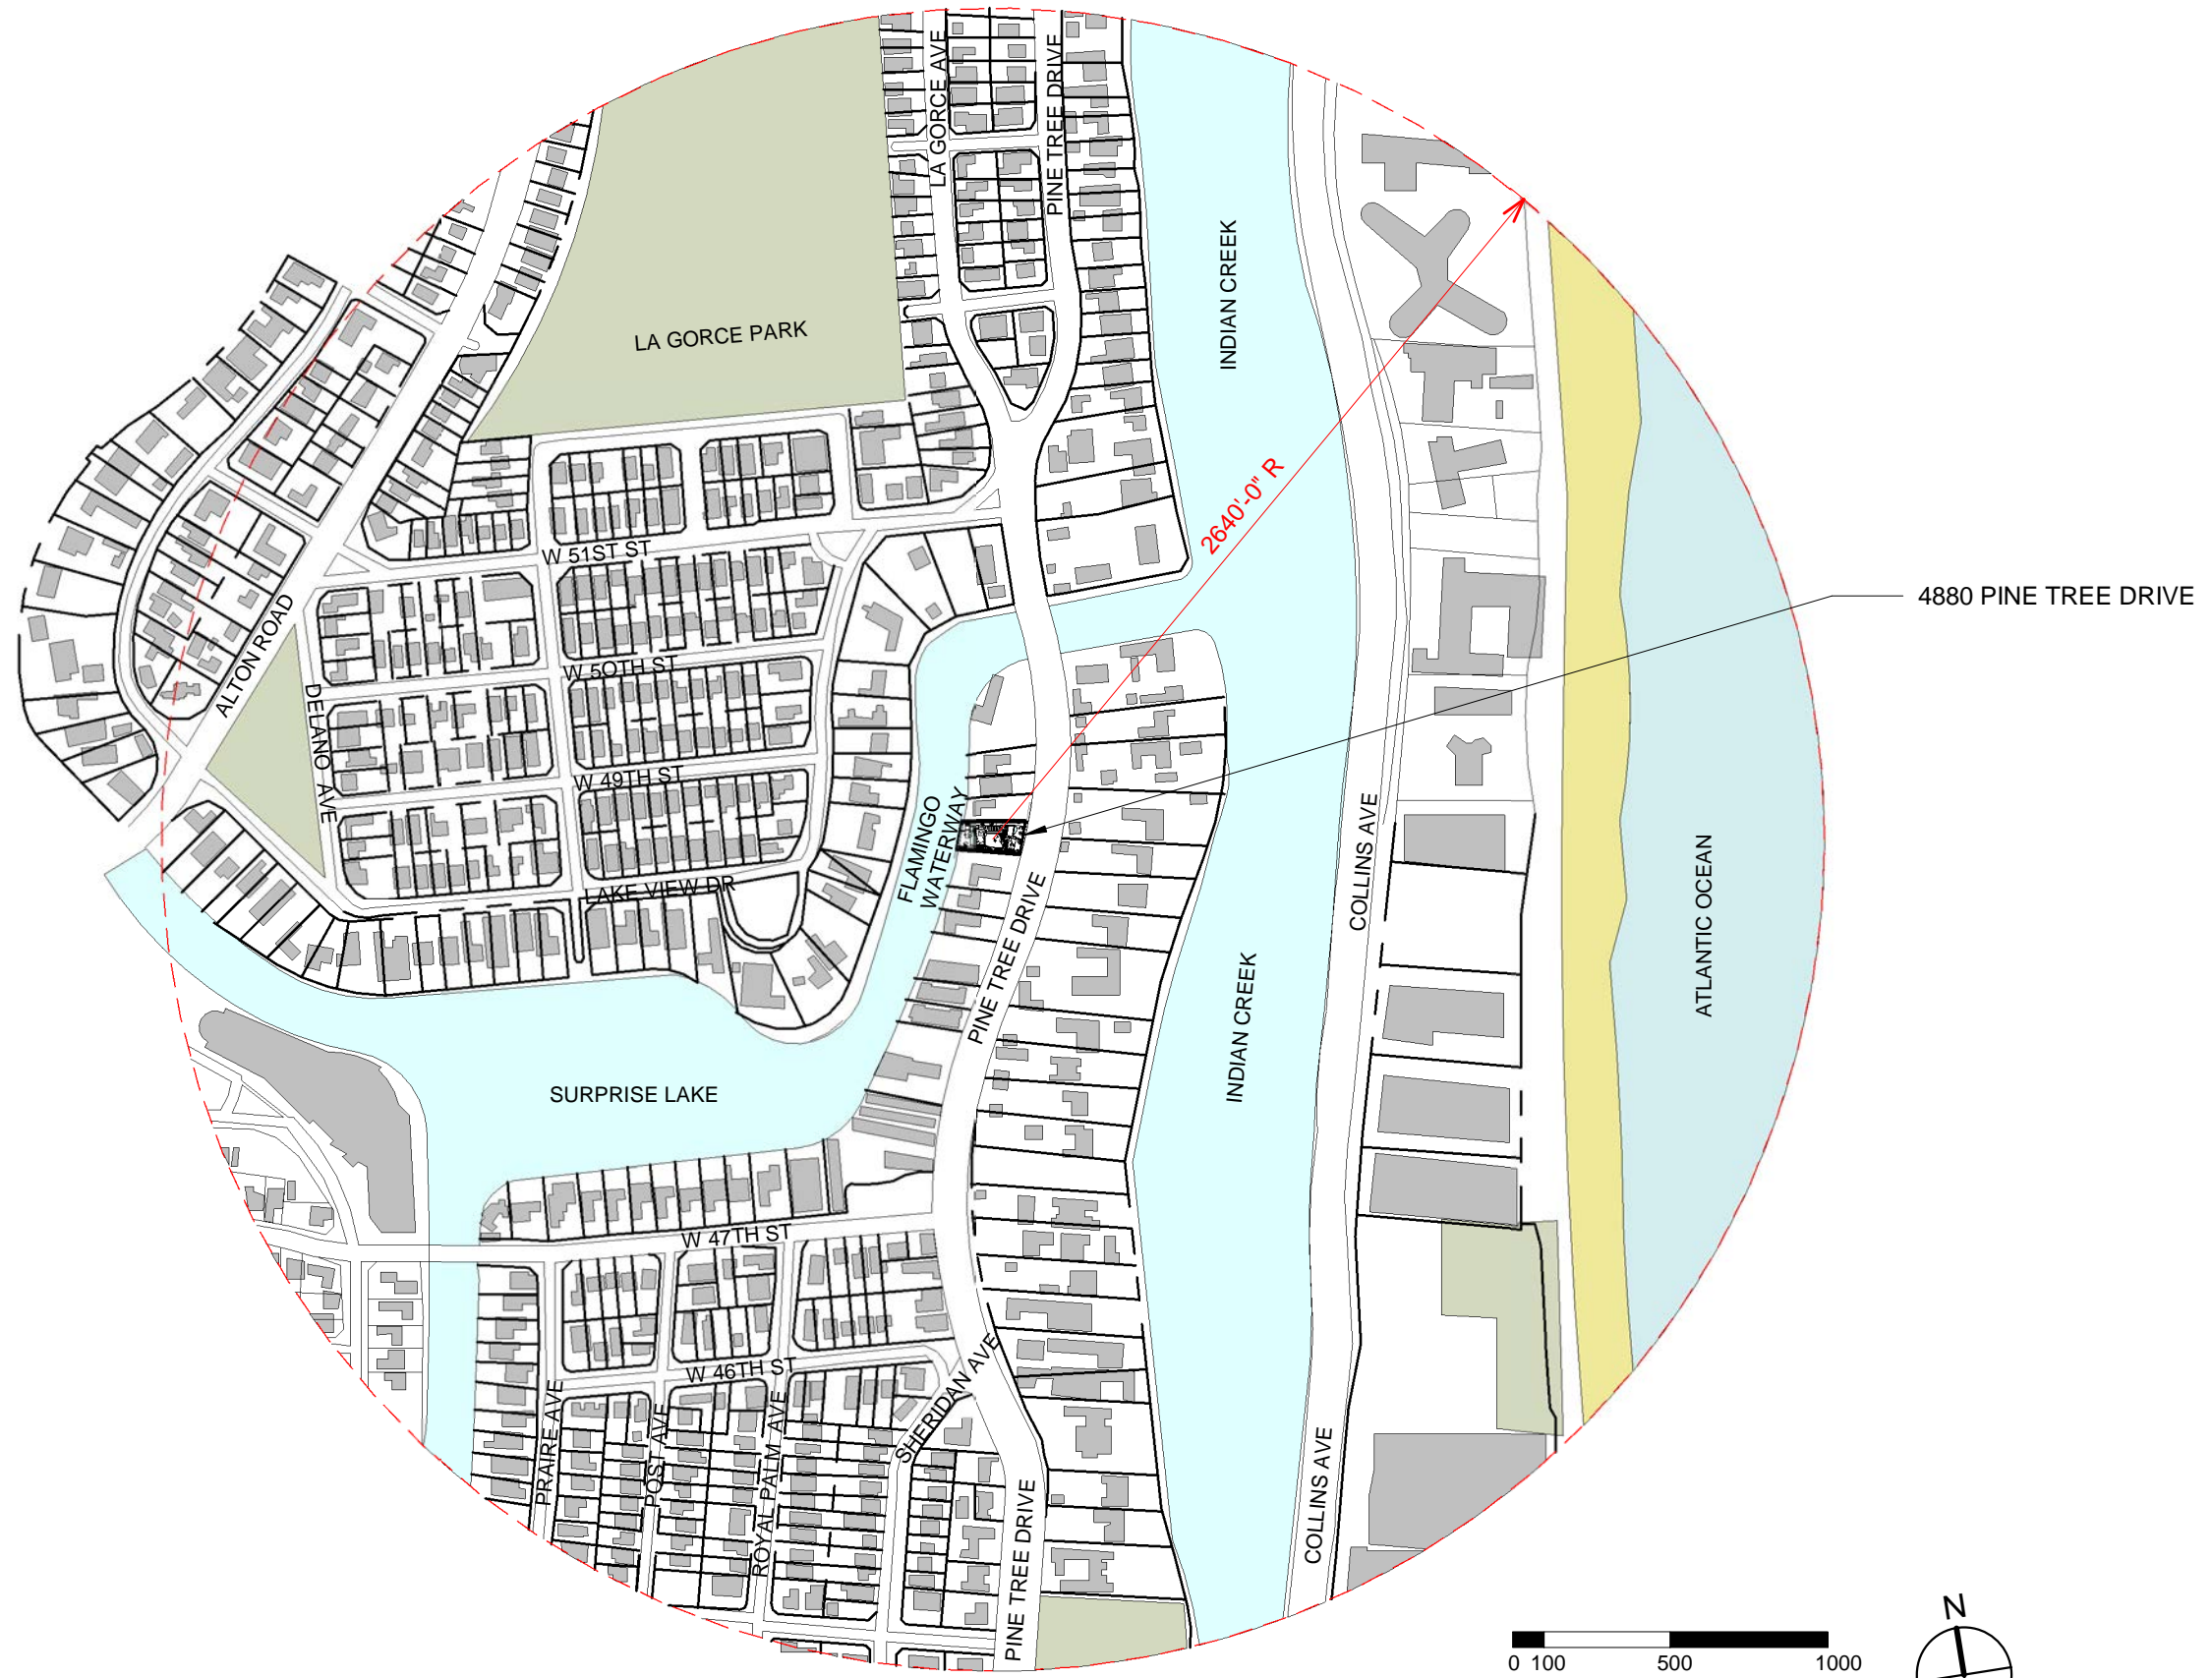 LA GORCE AVE
PINE TREE DRIVE
INDIAN CREEK
LA GORCE PARK
2640'-0" R
W 51ST ST
4880 PINE TREE DRIVE
ALTON ROAD
W 5OTH ST
DELANO AVE
W 49TH ST
FLAMINGO
WATERWAY
COLLINS AVE
LAKE VIEW DR
ATLANTIC OCEAN
PINE TREE DRIVE
INDIAN CREEK
SURPRISE LAKE
W 47TH ST
W 46TH ST
SHERIDAN AVE
PRAIRE AVE
POST AVE
ROYAL PALM AVE
PINE TREE DRIVE
COLLINS AVE
N
0 100 500 1000